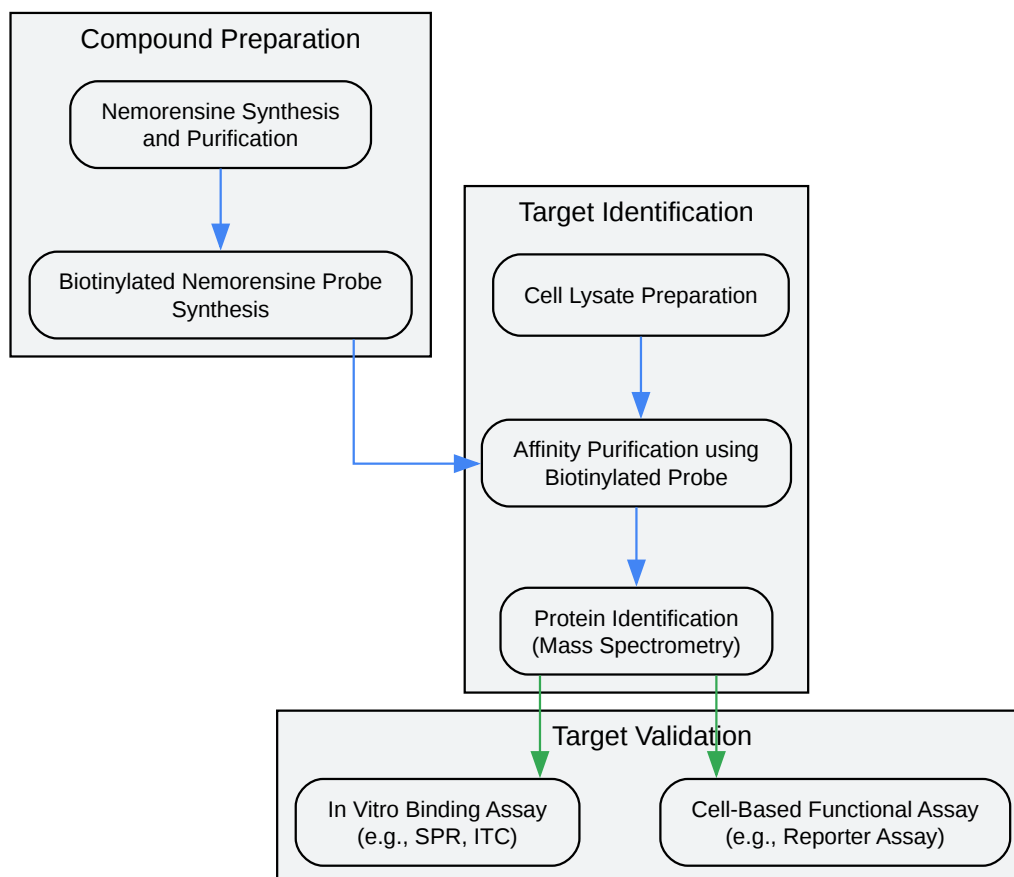 Compound Preparation
Nemorensine Synthesis
and Purification
Biotinylated Nemorensine Probe
Synthesis
Target Identification
Cell Lysate Preparation
Affinity Purification using
Biotinylated Probe
Protein Identification
(Mass Spectrometry)
Target Validation
In Vitro Binding Assay
(e.g., SPR, ITC)
Cell-Based Functional Assay
(e.g., Reporter Assay)